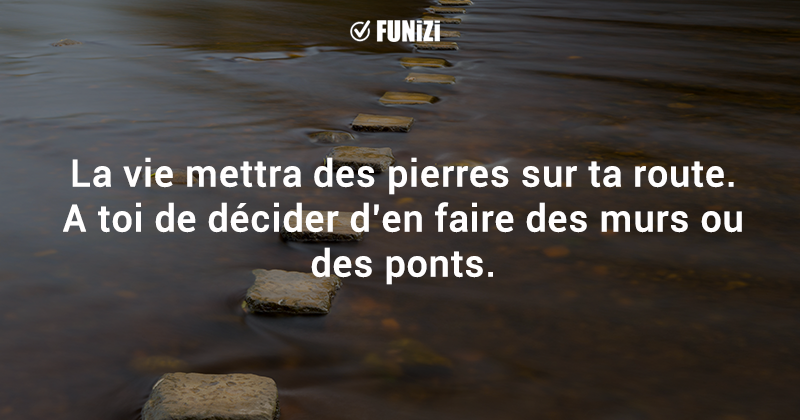 FUNiZi
La vie mettra des pierres sur ta route.
A toi de décider d'en faire des murs ou
des ponts.